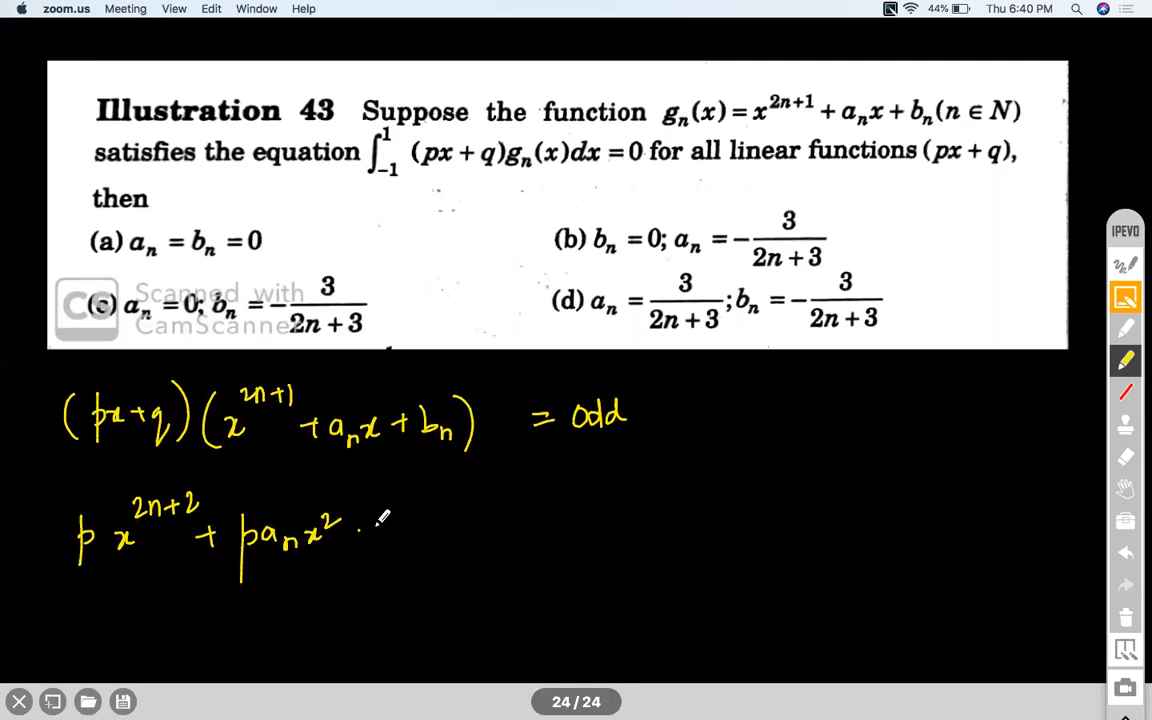 zoom.us Meeting View Edit Window Help 44% Thu 6:40 PM
Illustration 43 Suppose the function gₙ(x) = x²ⁿ⁺¹ + aₙx + bₙ (n ∈ N)
satisfies the equation ∫₋₁¹ (px + q)gₙ(x)dx = 0 for all linear functions (px + q),
then
(a) aₙ = bₙ = 0 (b) bₙ = 0; aₙ = − 3/(2n + 3)
(c) aₙ = 0; bₙ = − 3/(2n + 3) (d) aₙ = 3/(2n + 3); bₙ = − 3/(2n + 3)
CS Scanned with
CamScanne
(px+q)(x²ⁿ⁺¹ + aₙx + bₙ) = odd
p x²ⁿ⁺² + paₙx² .
IPEVO
24 / 24